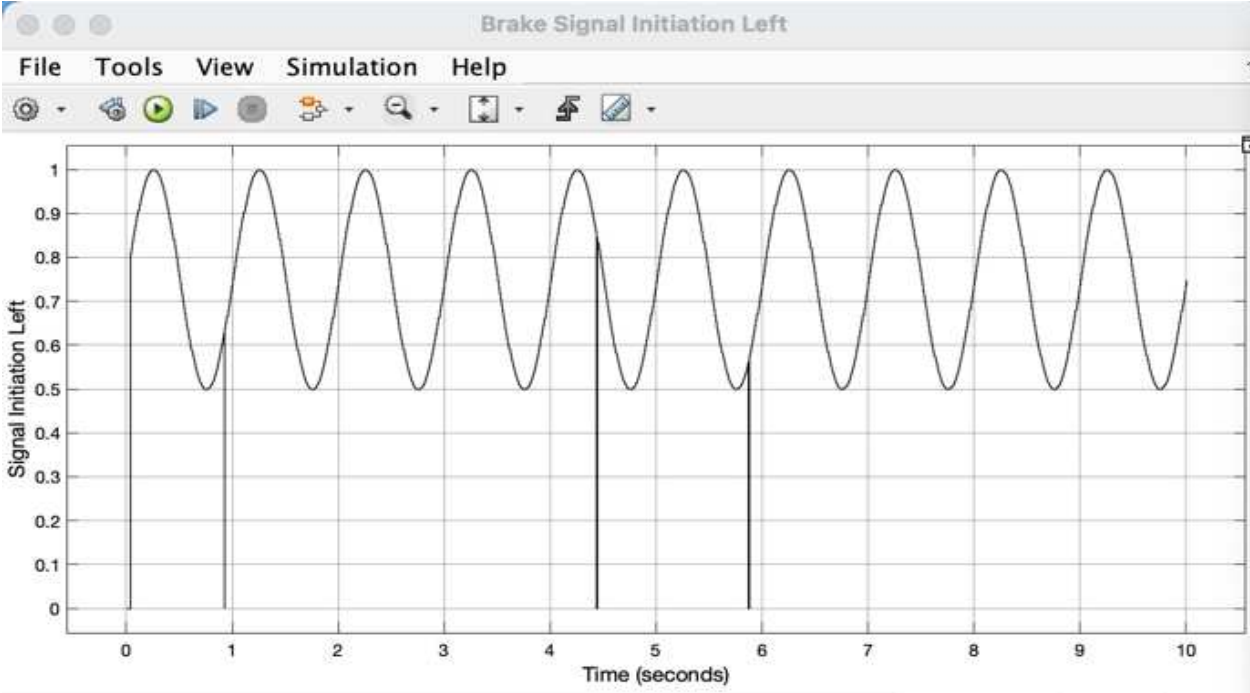 Brake Signal Initiation Left
File Tools View Simulation Help
1
0.9
0.8
0.7
0.6
0.5
0.4
0.3
0.2
0.1
0
Signal Initiation Left
0 1 2 3 4 5 6 7 8 9 10
Time (seconds)